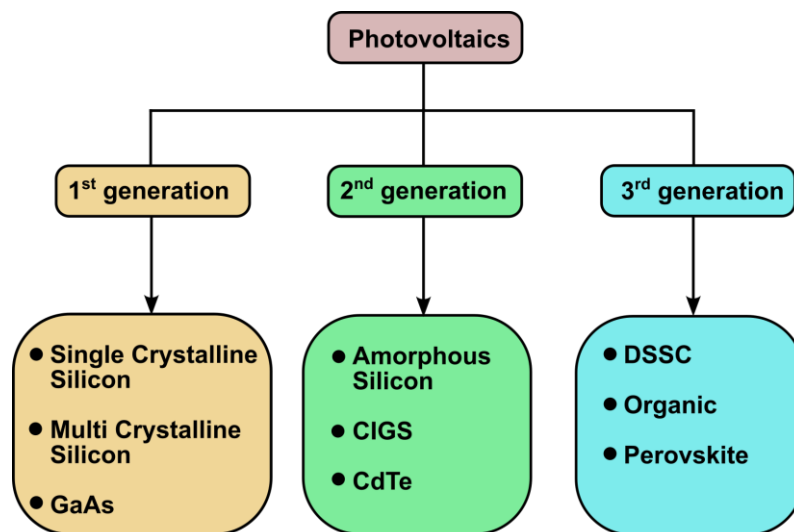 Photovoltaics
1st generation
2nd generation
3rd generation
● Single Crystalline
Silicon
● Multi Crystalline
Silicon
● GaAs
● Amorphous
Silicon
● CIGS
● CdTe
● DSSC
● Organic
● Perovskite